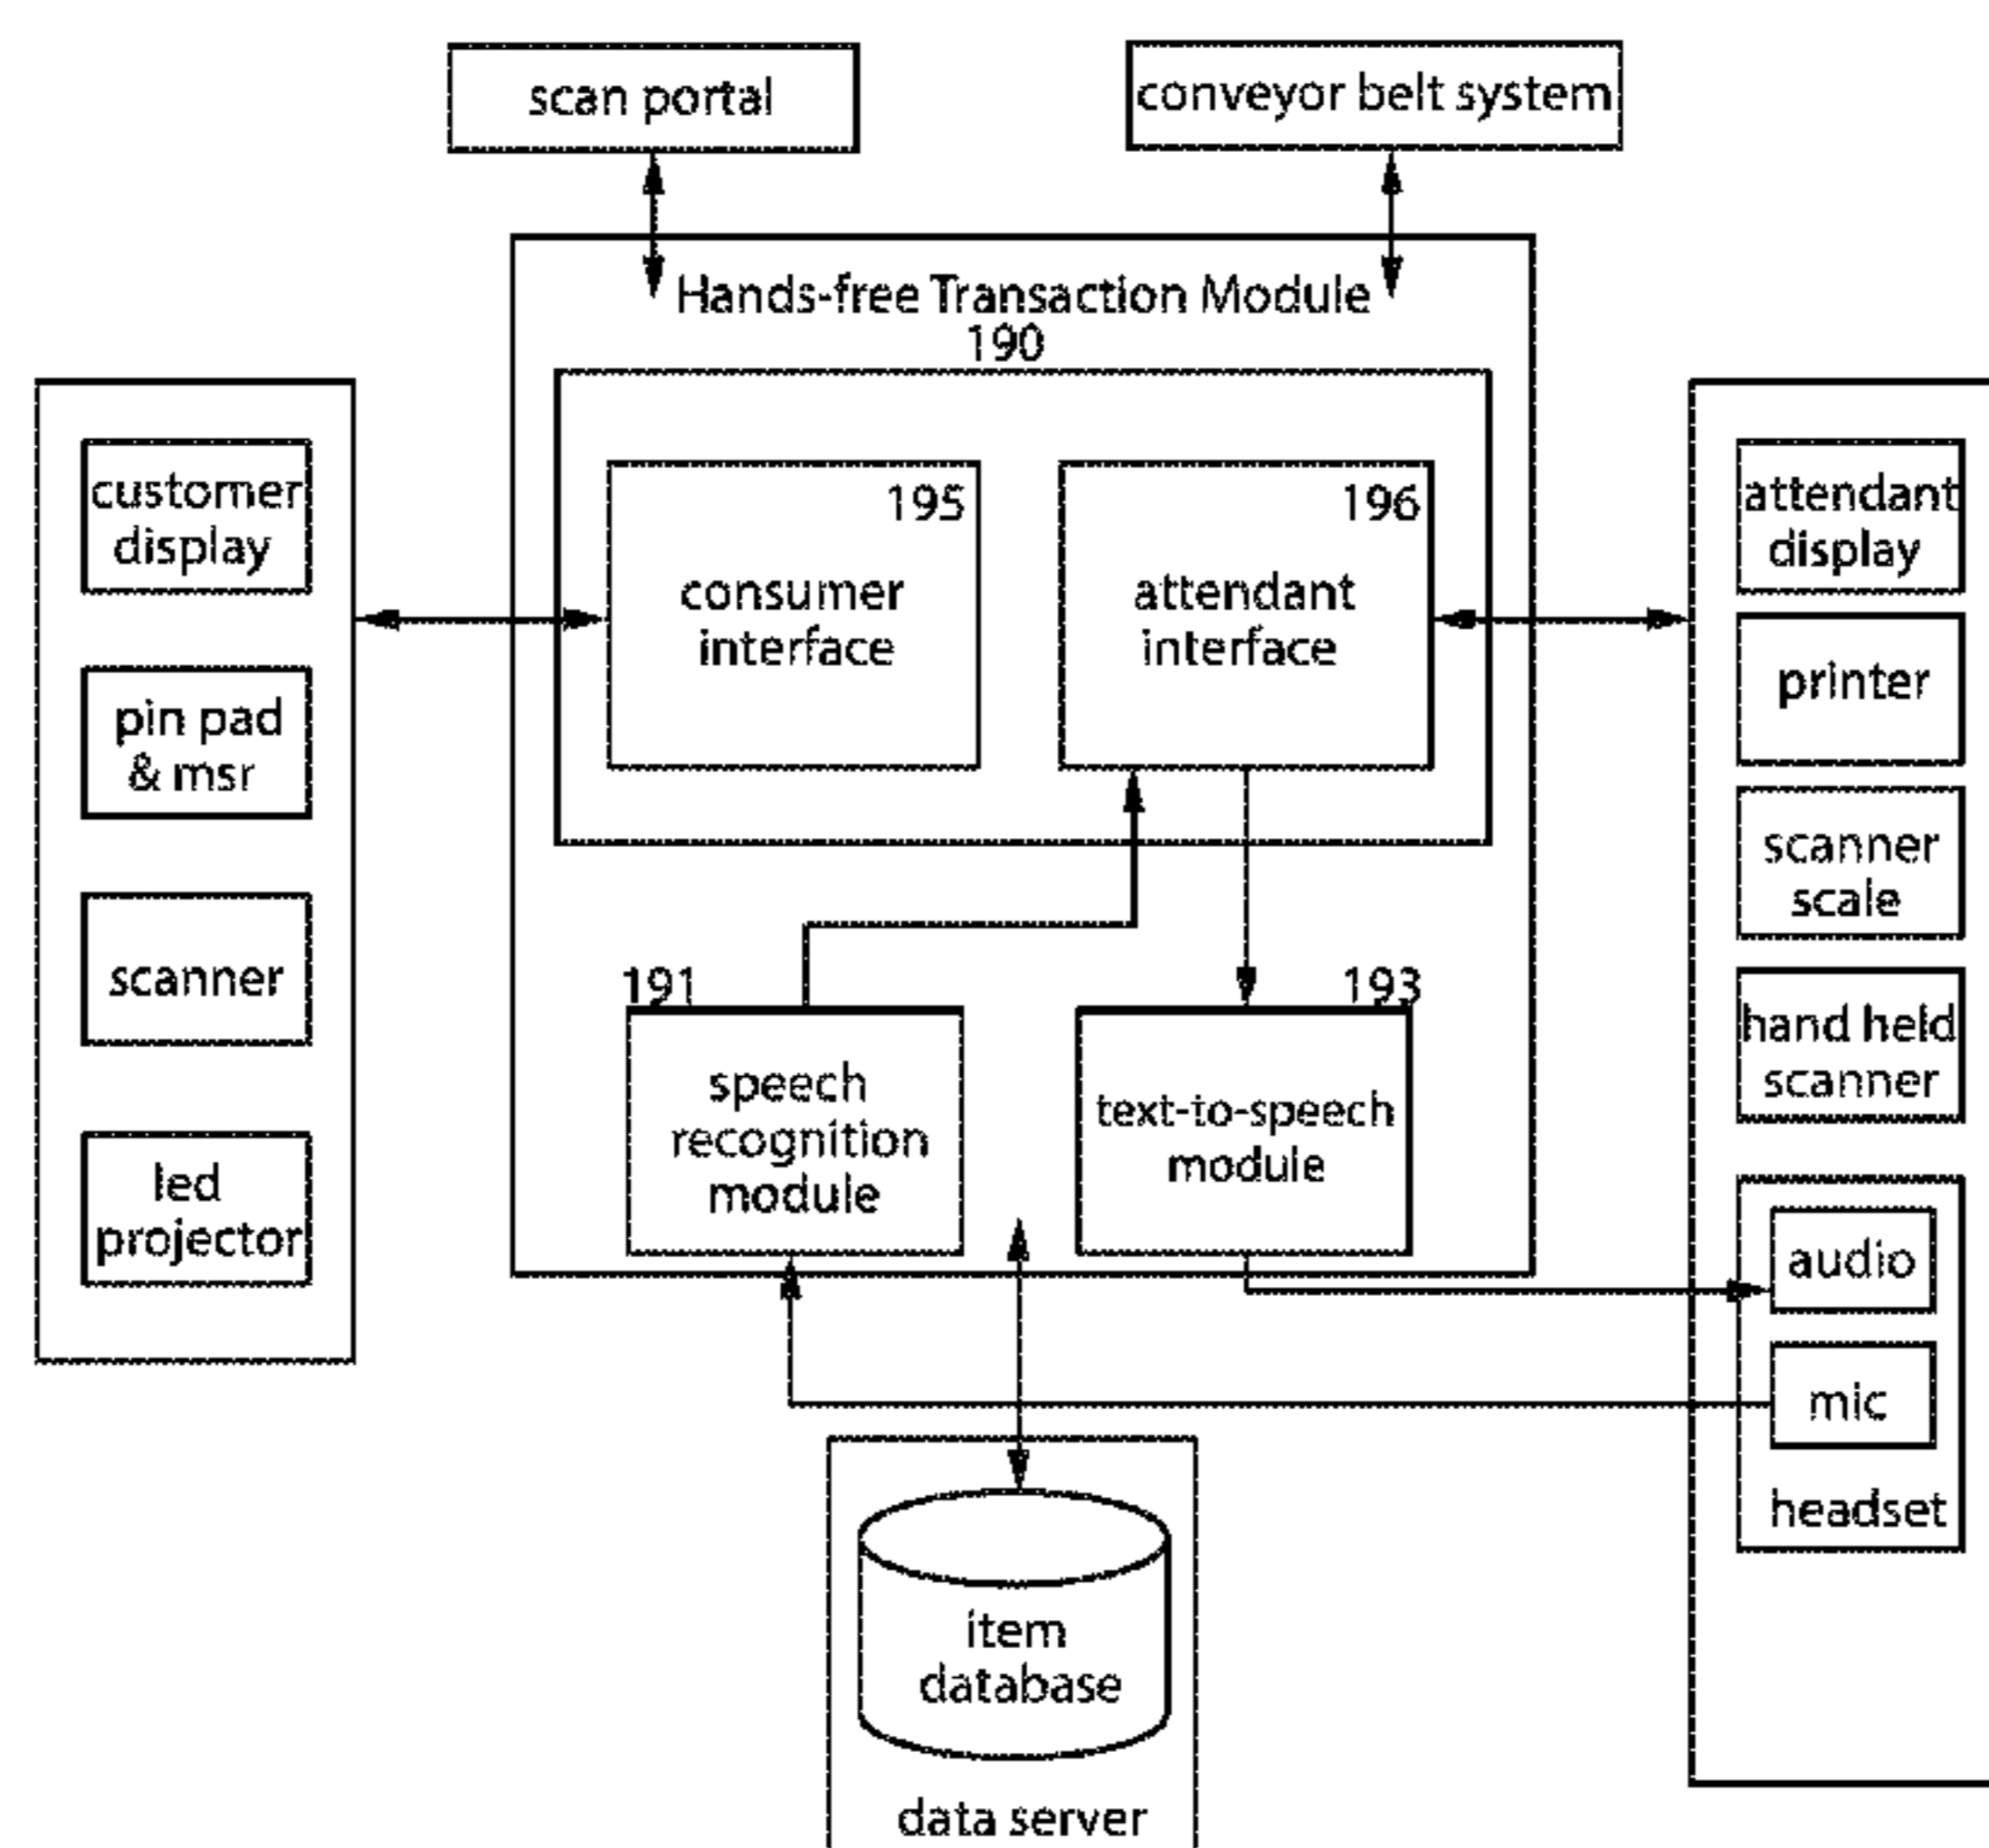 scan portal
conveyor belt system
Hands-free Transaction Module
190
customer
display
pin pad
& msr
scanner
led
projector
195
consumer
interface
196
attendant
interface
191
speech
recognition
module
193
text-to-speech
module
attendant
display
printer
scanner
scale
hand held
scanner
audio
mic
headset
item
database
data server